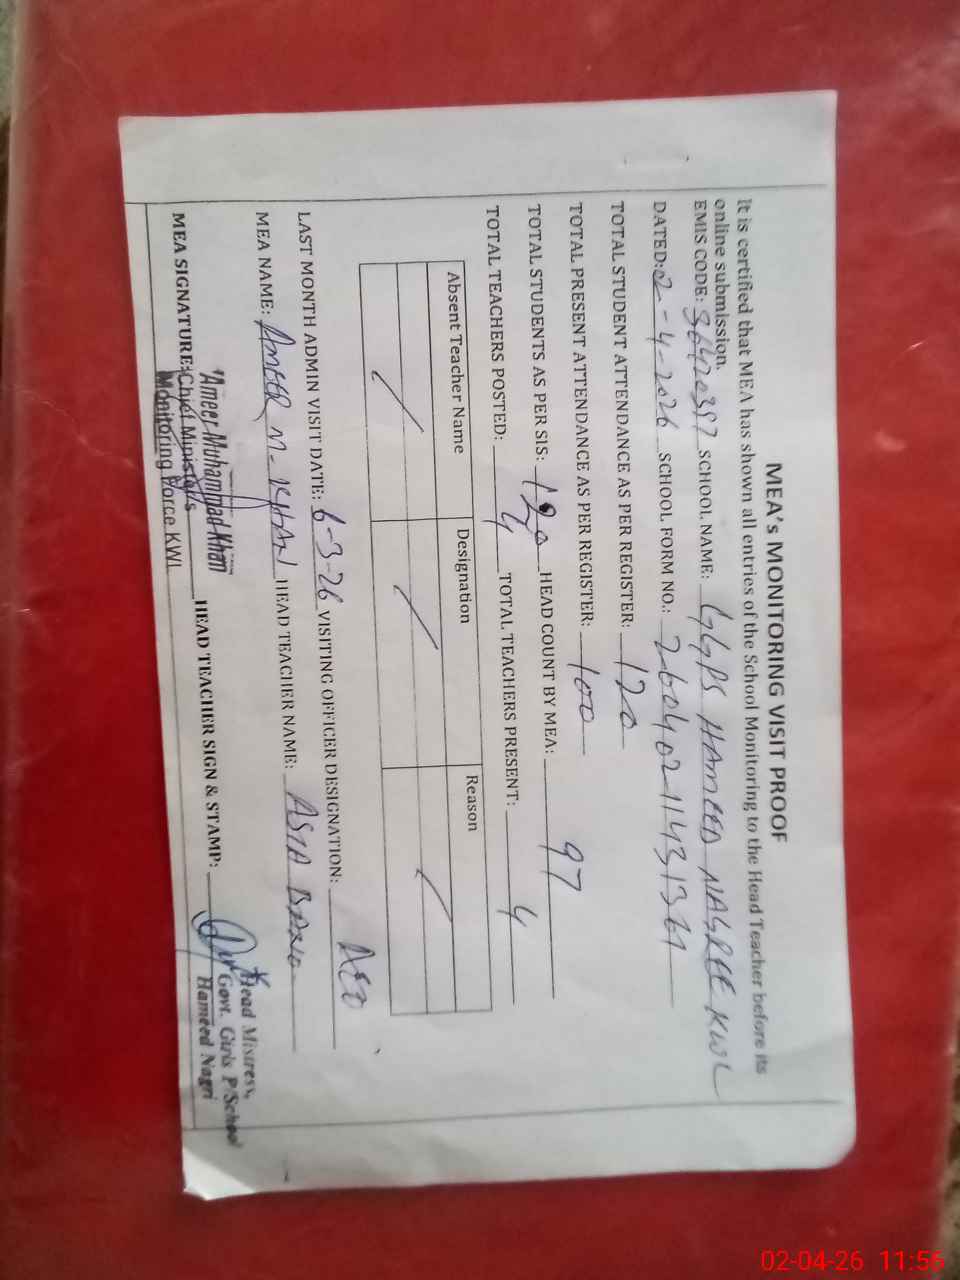 MEA's MONITORING VISIT PROOF
It is certified that MEA has shown all entries of the School Monitoring to the Head Teacher before its
online submission.
EMIS CODE: 36420397 SCHOOL NAME: GGPS HAMEED NAGREE KWL
DATED: 02-4-2026 SCHOOL FORM NO.: 260402114313
TOTAL STUDENT ATTENDANCE AS PER REGISTER: 120
TOTAL PRESENT ATTENDANCE AS PER REGISTER: 100
TOTAL STUDENTS AS PER SIS: 120 HEAD COUNT BY MEA: 97
TOTAL TEACHERS POSTED: 4 TOTAL TEACHERS PRESENT: 4
Absent Teacher Name Designation Reason
LAST MONTH ADMIN VISIT DATE: 6-3-26 VISITING OFFICER DESIGNATION: AEO
MEA NAME: AMEER M. KHAN HEAD TEACHER NAME: ASIA BANO
MEA SIGNATURE: HEAD TEACHER SIGN & STAMP:
Ameer Muhammad Khan
Chief Minister's
Monitoring Force KWL
Head Mistress,
Govt. Girls P/School
Hameed Nagri
02-04-26 11:56